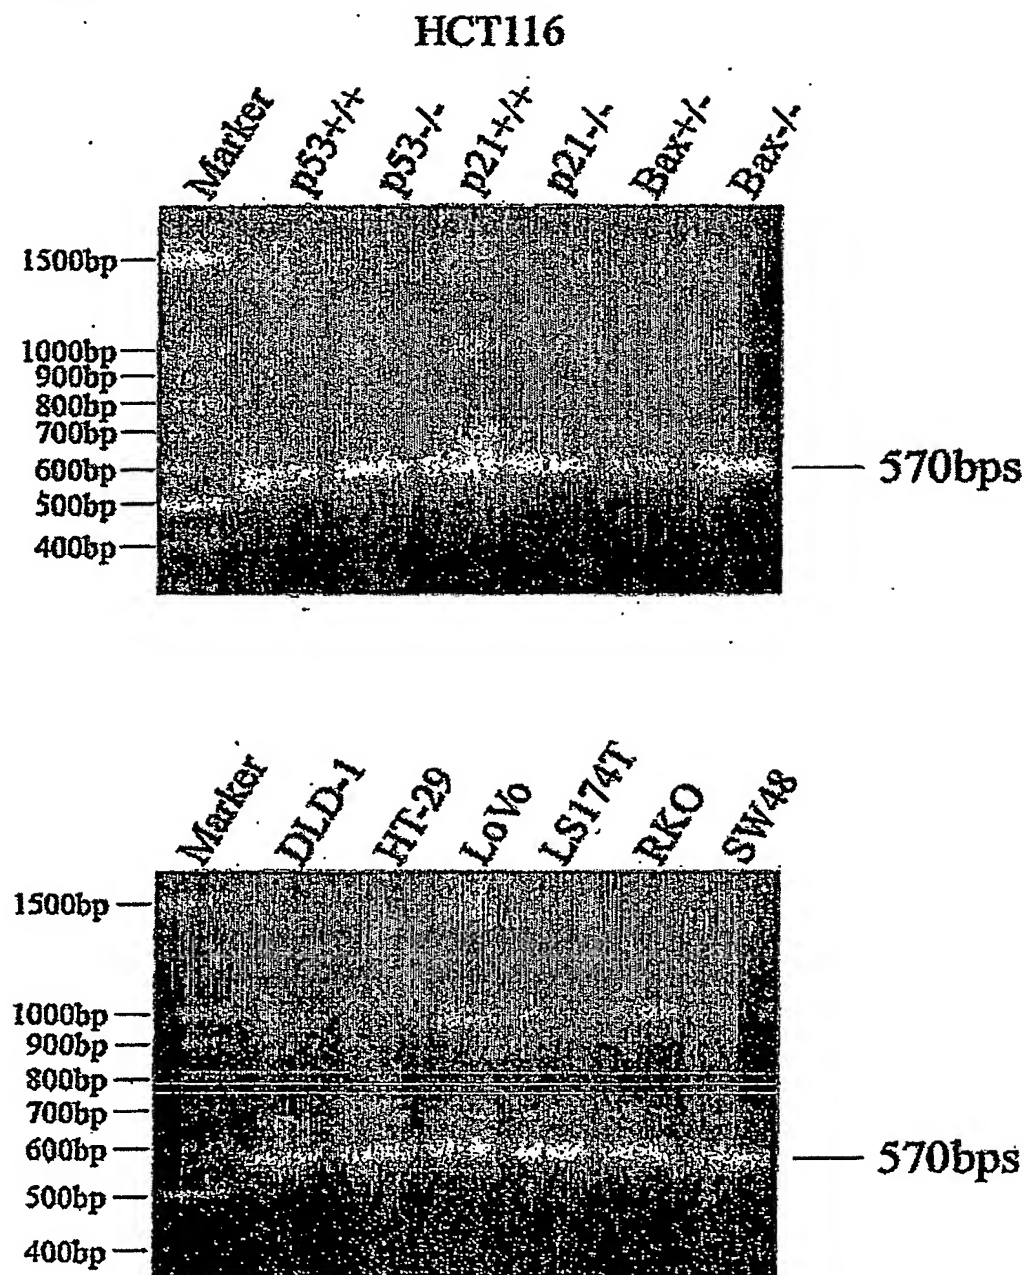 HCT116
Marker p53+/+ p53-/- p21+/+ p21-/- Bax+/- Bax-/-
1500bp
1000bp
900bp
800bp
700bp
600bp
570bps
500bp
400bp
Marker DLD-1 HT-29 LoVo LS174T RKO SW48
1500bp
1000bp
900bp
800bp
700bp
600bp
570bps
500bp
400bp